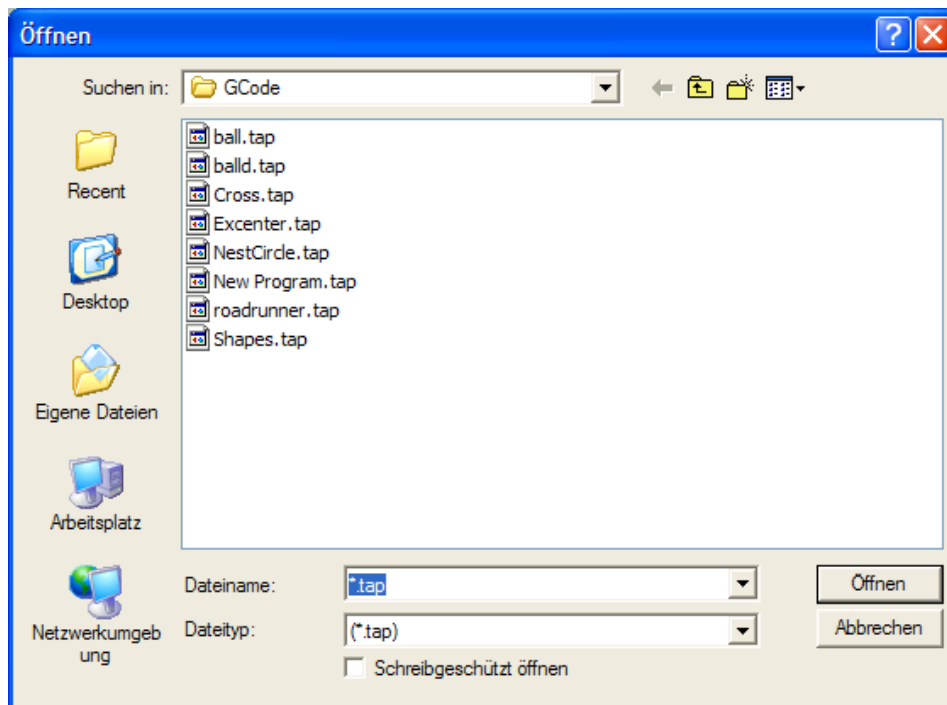 Öffnen
Suchen in: GCode
Recent
Desktop
Eigene Dateien
Arbeitsplatz
Netzwerkumgeb
ung
ball.tap
balld.tap
Cross.tap
Excenter.tap
NestCircle.tap
New Program.tap
roadrunner.tap
Shapes.tap
Dateiname: *.tap Öffnen
Dateityp: (*.tap) Abbrechen
Schreibgeschützt öffnen